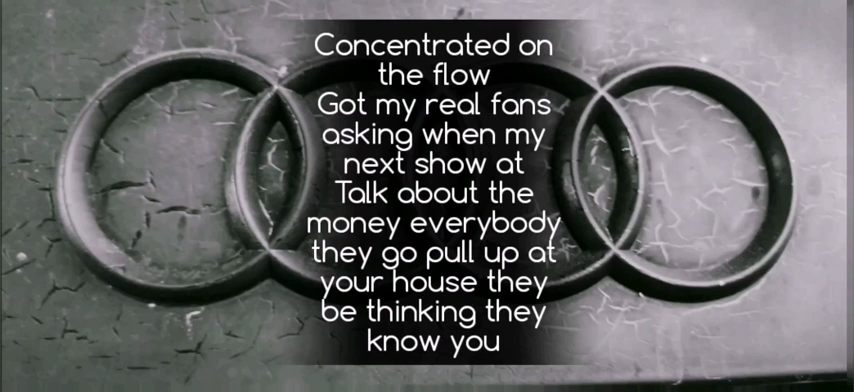 Concentrated on
the flow
Got my real fans
asking when my
next show at
Talk about the
money everybody
they go pull up at
your house they
be thinking they
know you